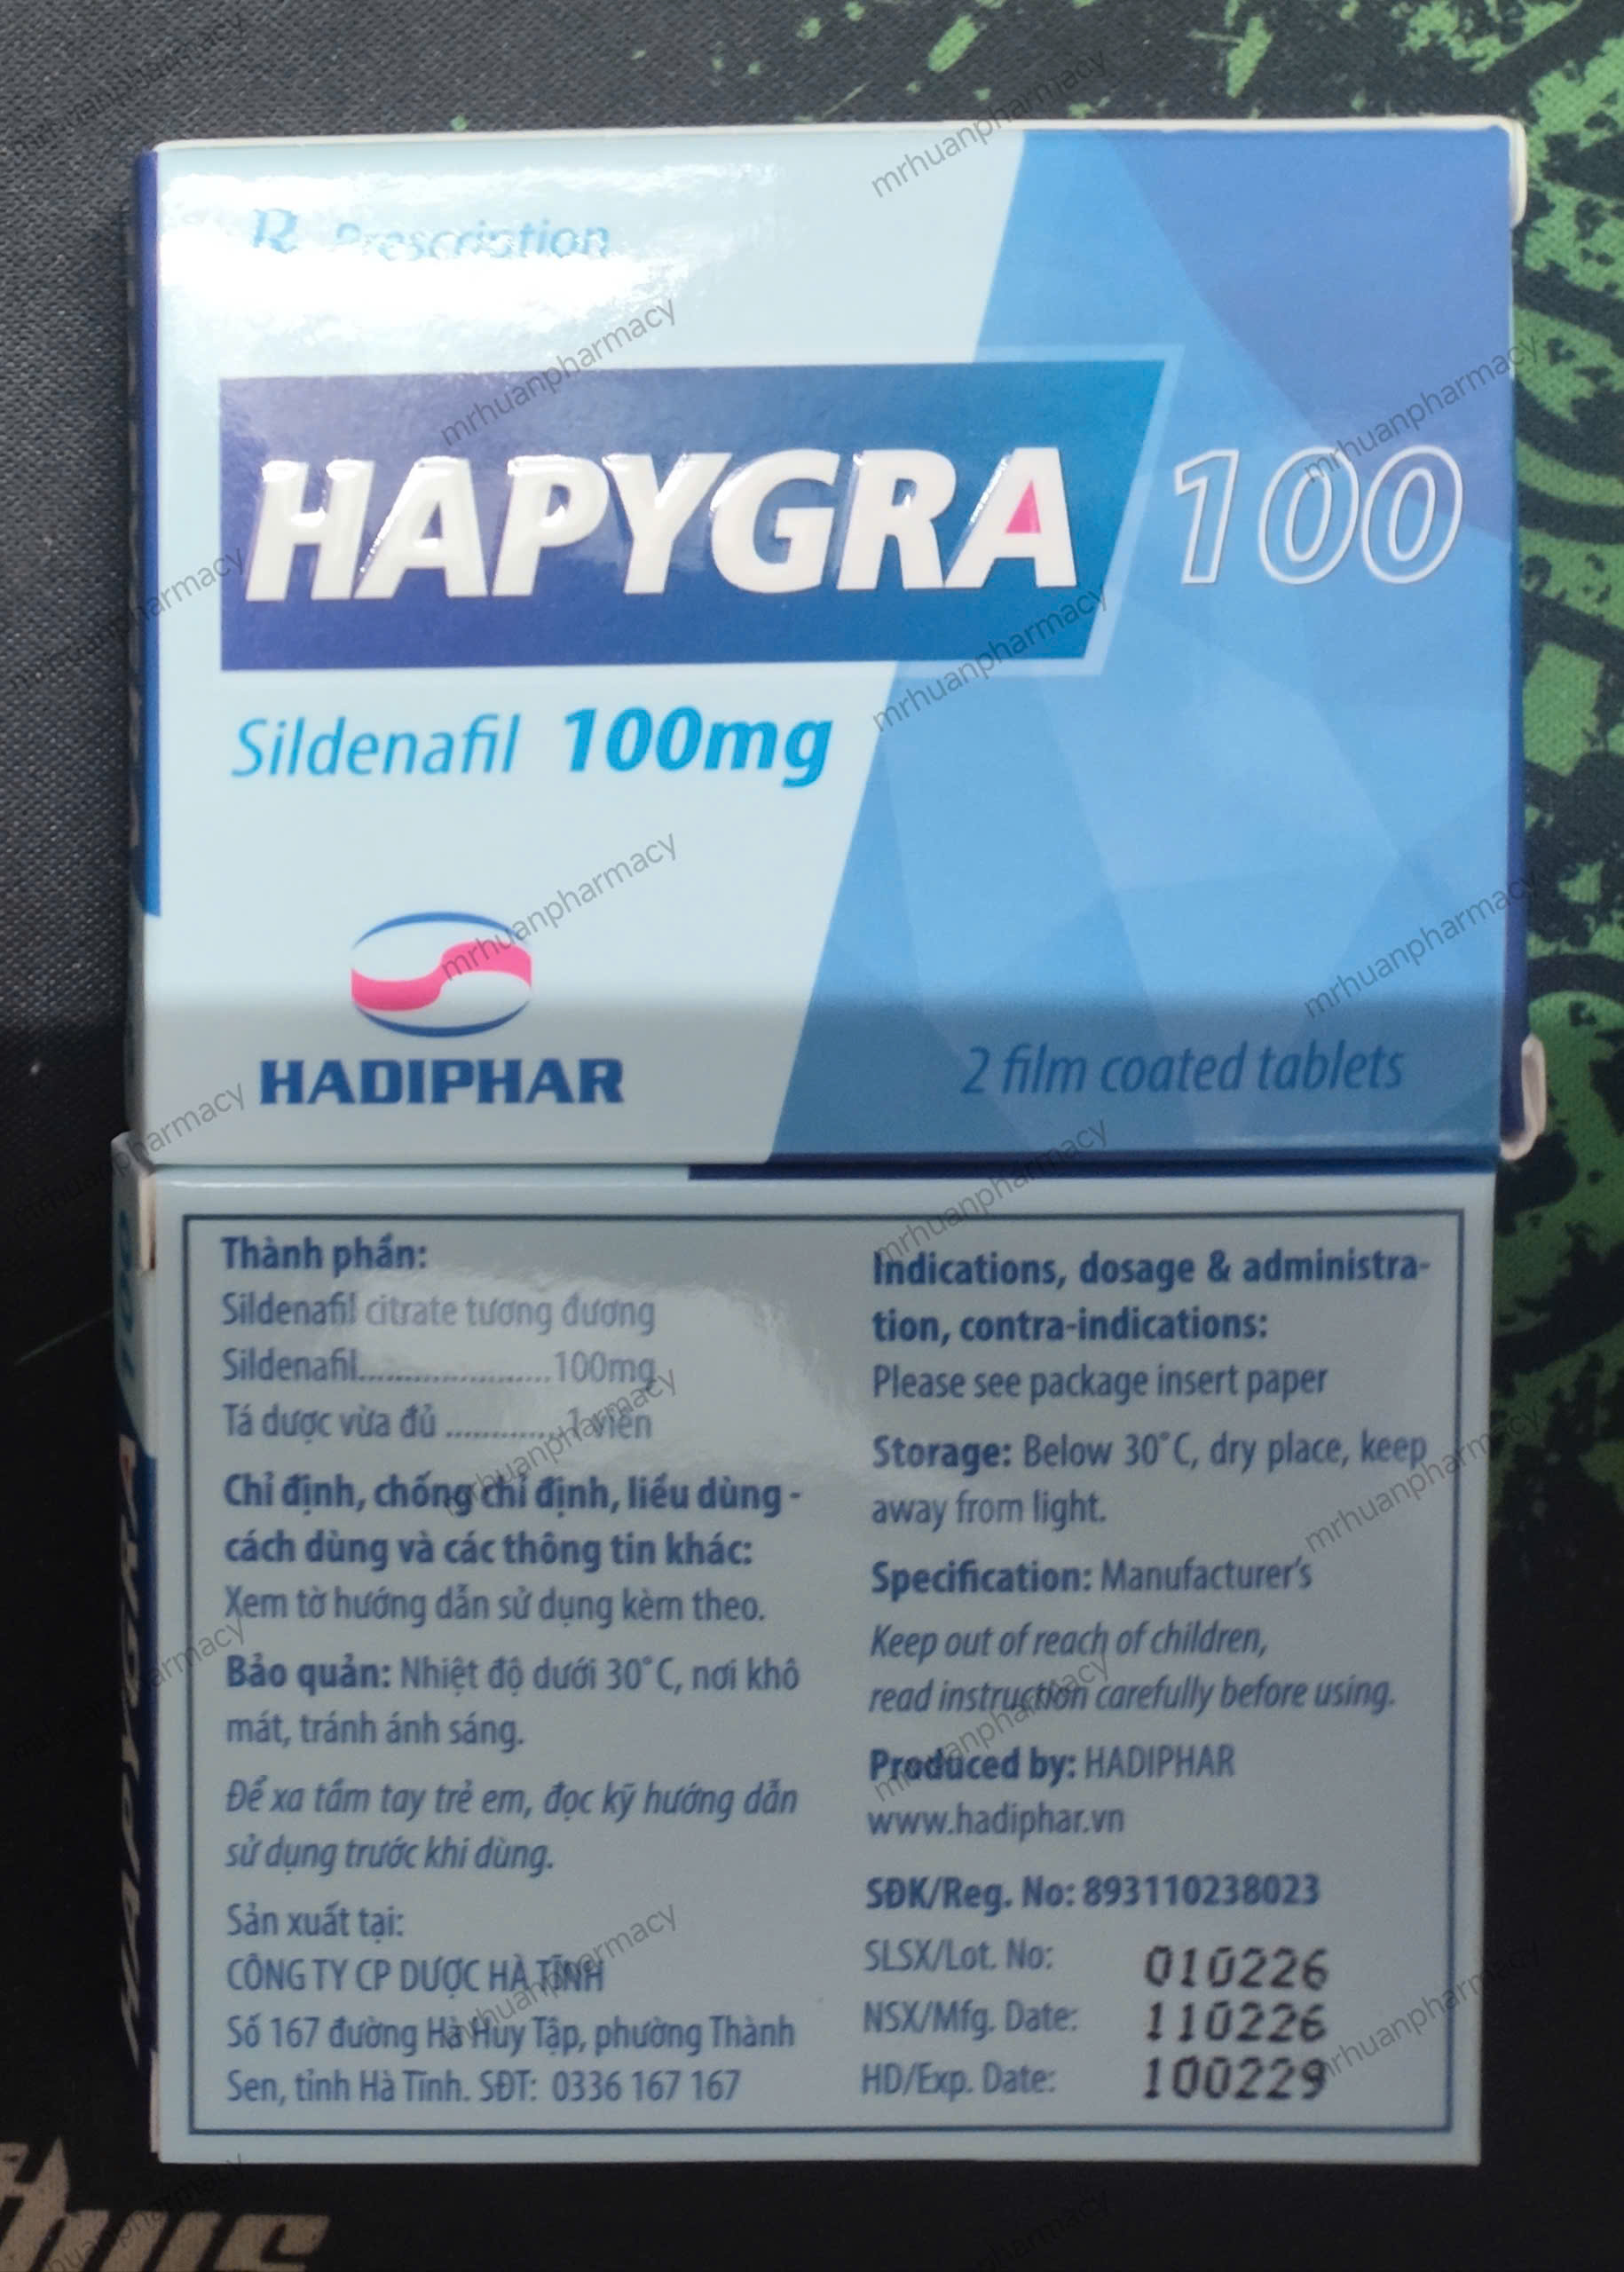 Rx Prescription
HAPYGRA 100
Sildenafil 100mg
HADIPHAR
2 film coated tablets
Thành phần:
Sildenafil citrate tương đương
Sildenafil......................100mg
Tá dược vừa đủ ..............1 viên
Chỉ định, chống chỉ định, liều dùng -
cách dùng và các thông tin khác:
Xem tờ hướng dẫn sử dụng kèm theo.
Bảo quản: Nhiệt độ dưới 30°C, nơi khô
mát, tránh ánh sáng.
Để xa tầm tay trẻ em, đọc kỹ hướng dẫn
sử dụng trước khi dùng.
Sản xuất tại:
CÔNG TY CP DƯỢC HÀ TĨNH
Số 167 đường Hà Huy Tập, phường Thành
Sen, tỉnh Hà Tĩnh. SĐT: 0336 167 167
Indications, dosage & administra-
tion, contra-indications:
Please see package insert paper
Storage: Below 30°C, dry place, keep
away from light.
Specification: Manufacturer's
Keep out of reach of children,
read instruction carefully before using.
Produced by: HADIPHAR
www.hadiphar.vn
SĐK/Reg. No: 893110238023
SLSX/Lot. No: 010226
NSX/Mfg. Date: 110226
HD/Exp. Date: 100229
HAPYGRA 100
mrhuanpharmacy